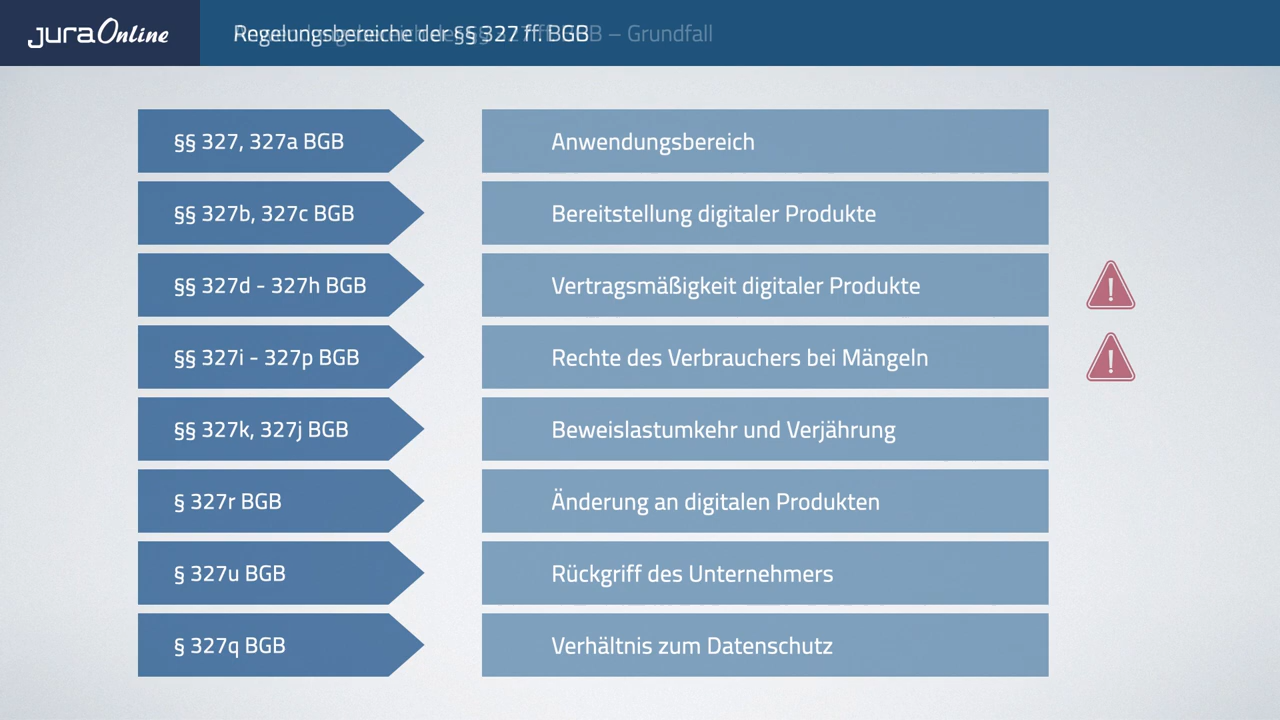 juraOnline
Regelungsbereiche der §§ 327 ff. BGB
– Grundfall
§§ 327, 327a BGB
Anwendungsbereich
§§ 327b, 327c BGB
Bereitstellung digitaler Produkte
§§ 327d - 327h BGB
Vertragsmäßigkeit digitaler Produkte
§§ 327i - 327p BGB
Rechte des Verbrauchers bei Mängeln
§§ 327k, 327j BGB
Beweislastumkehr und Verjährung
§ 327r BGB
Änderung an digitalen Produkten
§ 327u BGB
Rückgriff des Unternehmers
§ 327q BGB
Verhältnis zum Datenschutz